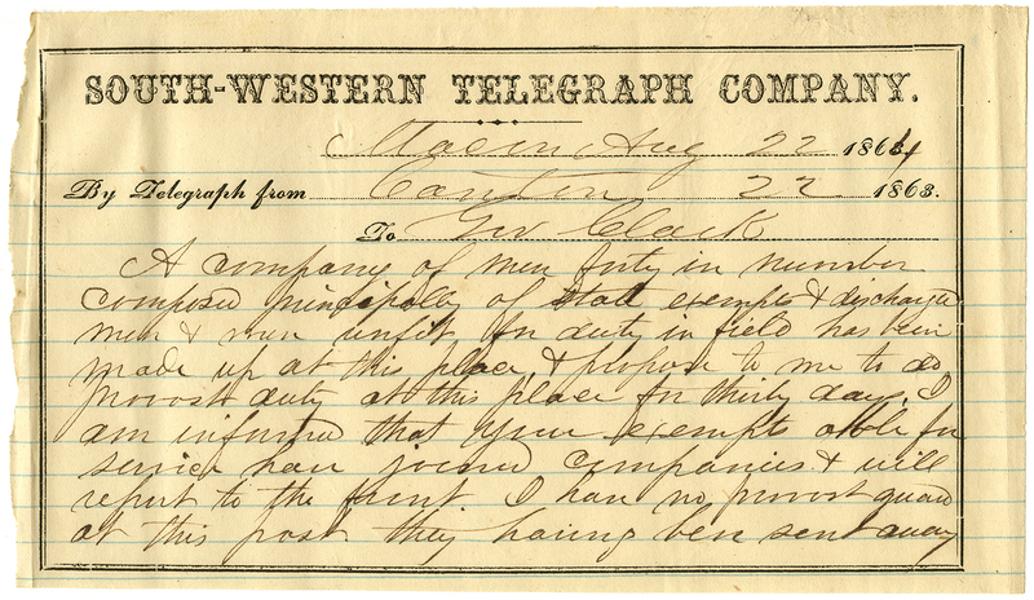 SOUTH-WESTERN TELEGRAPH COMPANY.
Macon Aug 22 1864
By Telegraph from Canton 22 1863.
To Gov Clark
A company of men forty in number
composed principally of State exempts & discharged
men & men unfit for duty in field has been
made up at this place, & propose to me to do
provost duty at this place for thirty days. I
am informed that your exempts able for
service have joined companies & will
report to the front. I have no provost guard
at this post they having been sent away